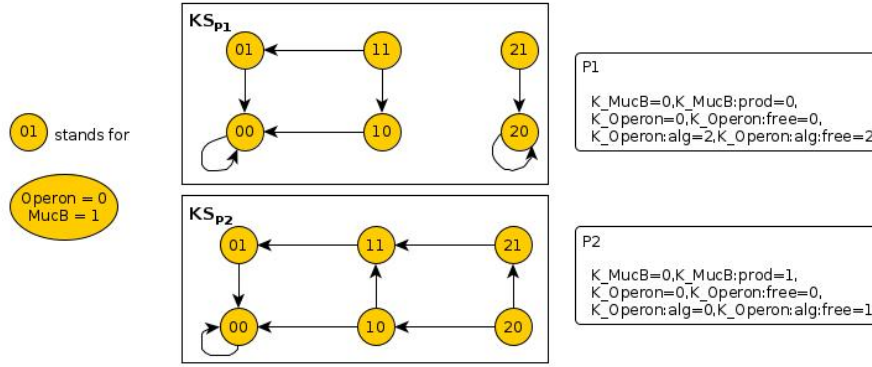 KS_P1
01
11
21
00
10
20
P1
K_MucB=0,K_MucB:prod=0,
K_Operon=0,K_Operon:free=0,
K_Operon:alg=2,K_Operon:alg:free=2
01 stands for
Operon = 0
MucB = 1
KS_P2
01
11
21
00
10
20
P2
K_MucB=0,K_MucB:prod=1,
K_Operon=0,K_Operon:free=0,
K_Operon:alg=0,K_Operon:alg:free=1